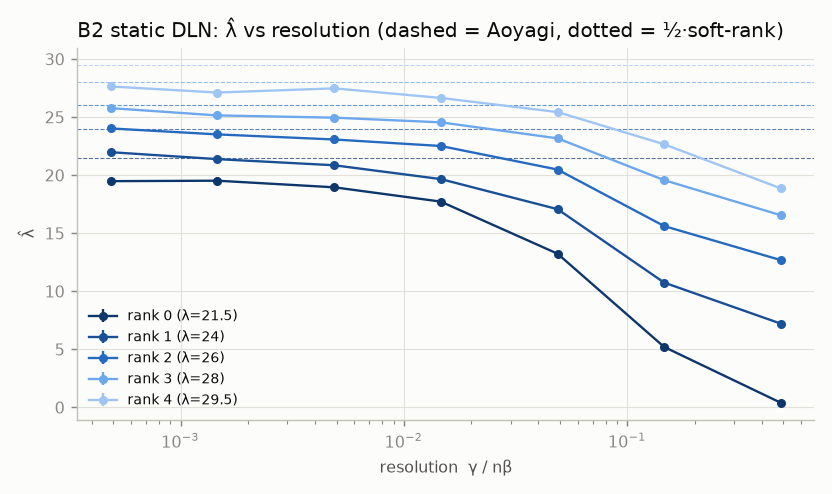 B2 static DLN: λ̂ vs resolution (dashed = Aoyagi, dotted = ½·soft-rank)
30
25
20
15
10
5
0
λ̂
rank 0 (λ=21.5)
rank 1 (λ=24)
rank 2 (λ=26)
rank 3 (λ=28)
rank 4 (λ=29.5)
10⁻³
10⁻²
10⁻¹
resolution γ / nβ